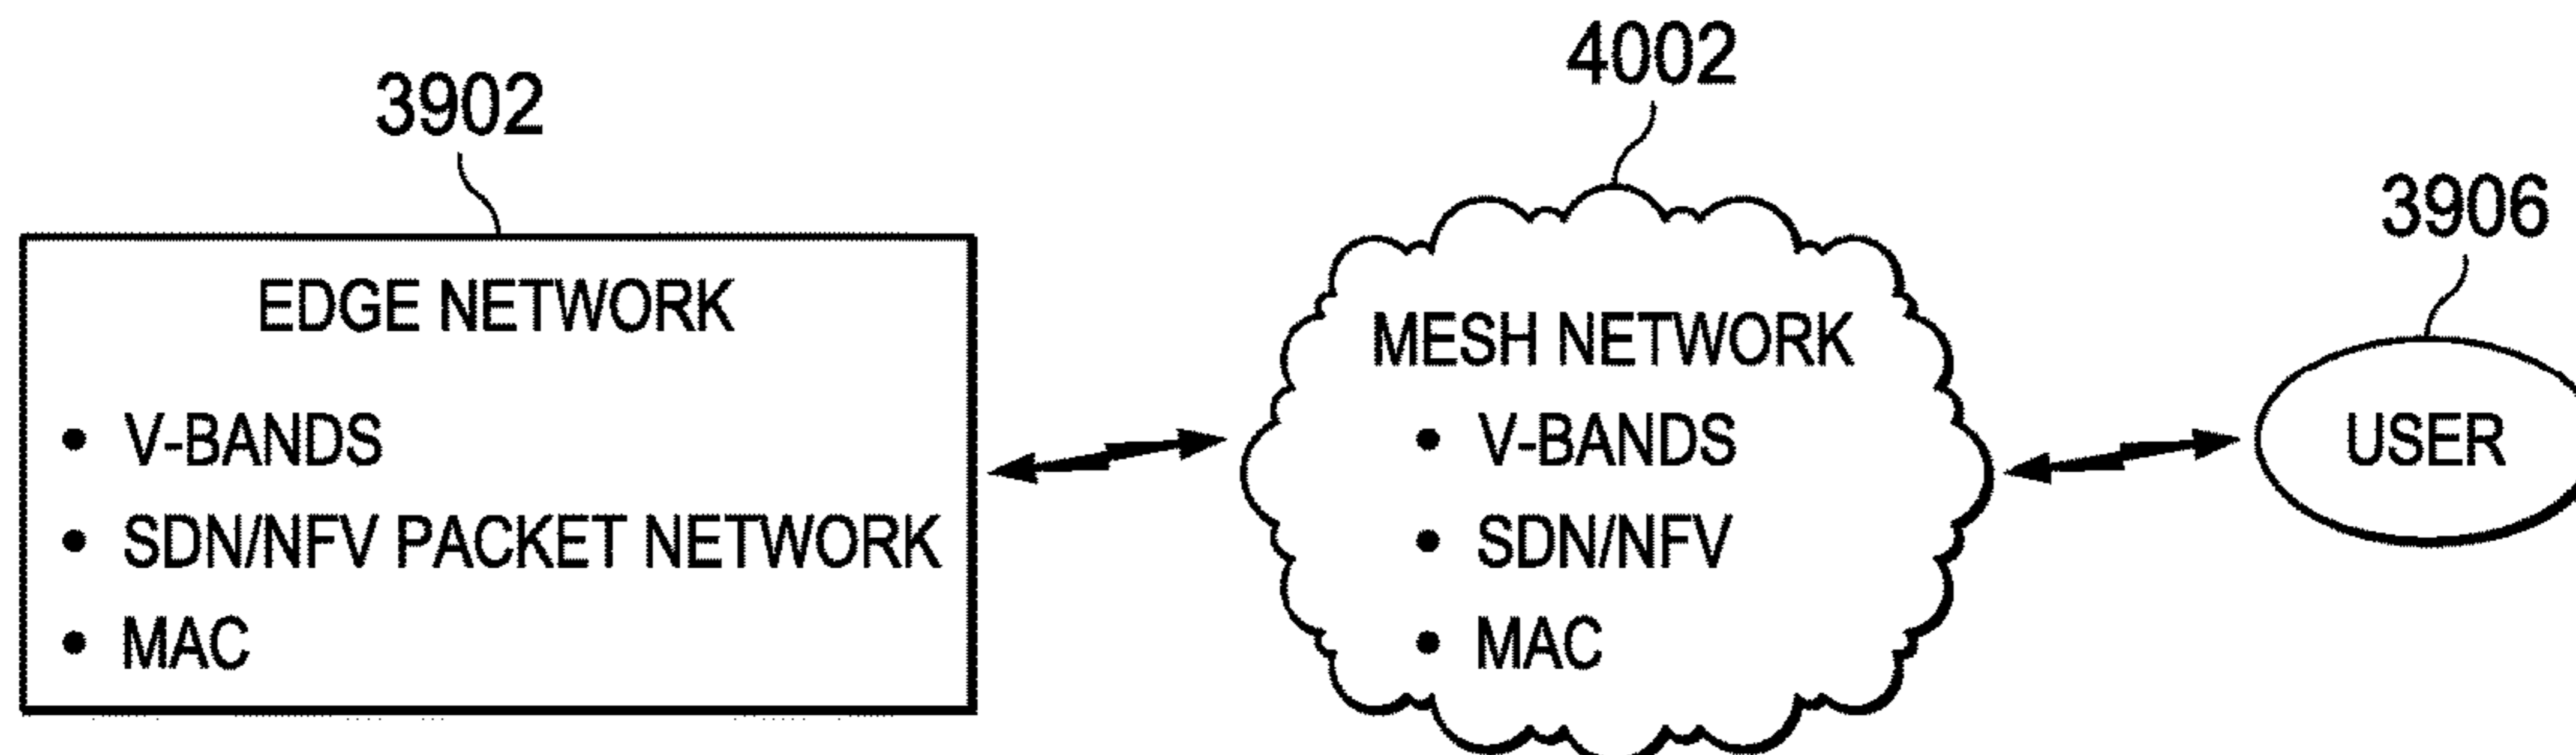 3902
EDGE NETWORK
• V-BANDS
• SDN/NFV PACKET NETWORK
• MAC
4002
MESH NETWORK
• V-BANDS
• SDN/NFV
• MAC
3906
USER